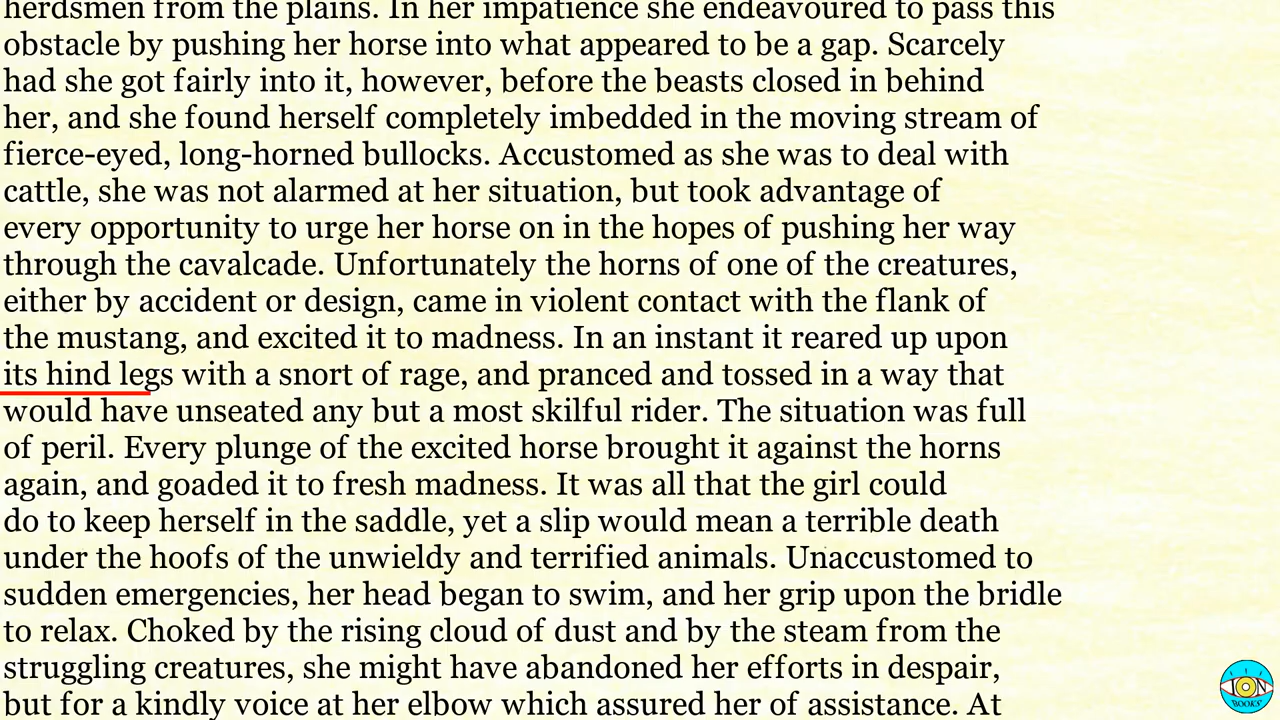 herdsmen from the plains. In her impatience she endeavoured to pass this
obstacle by pushing her horse into what appeared to be a gap. Scarcely
had she got fairly into it, however, before the beasts closed in behind
her, and she found herself completely imbedded in the moving stream of
fierce-eyed, long-horned bullocks. Accustomed as she was to deal with
cattle, she was not alarmed at her situation, but took advantage of
every opportunity to urge her horse on in the hopes of pushing her way
through the cavalcade. Unfortunately the horns of one of the creatures,
either by accident or design, came in violent contact with the flank of
the mustang, and excited it to madness. In an instant it reared up upon
its hind legs with a snort of rage, and pranced and tossed in a way that
would have unseated any but a most skilful rider. The situation was full
of peril. Every plunge of the excited horse brought it against the horns
again, and goaded it to fresh madness. It was all that the girl could
do to keep herself in the saddle, yet a slip would mean a terrible death
under the hoofs of the unwieldy and terrified animals. Unaccustomed to
sudden emergencies, her head began to swim, and her grip upon the bridle
to relax. Choked by the rising cloud of dust and by the steam from the
struggling creatures, she might have abandoned her efforts in despair,
but for a kindly voice at her elbow which assured her of assistance. At
ION
BOOKS